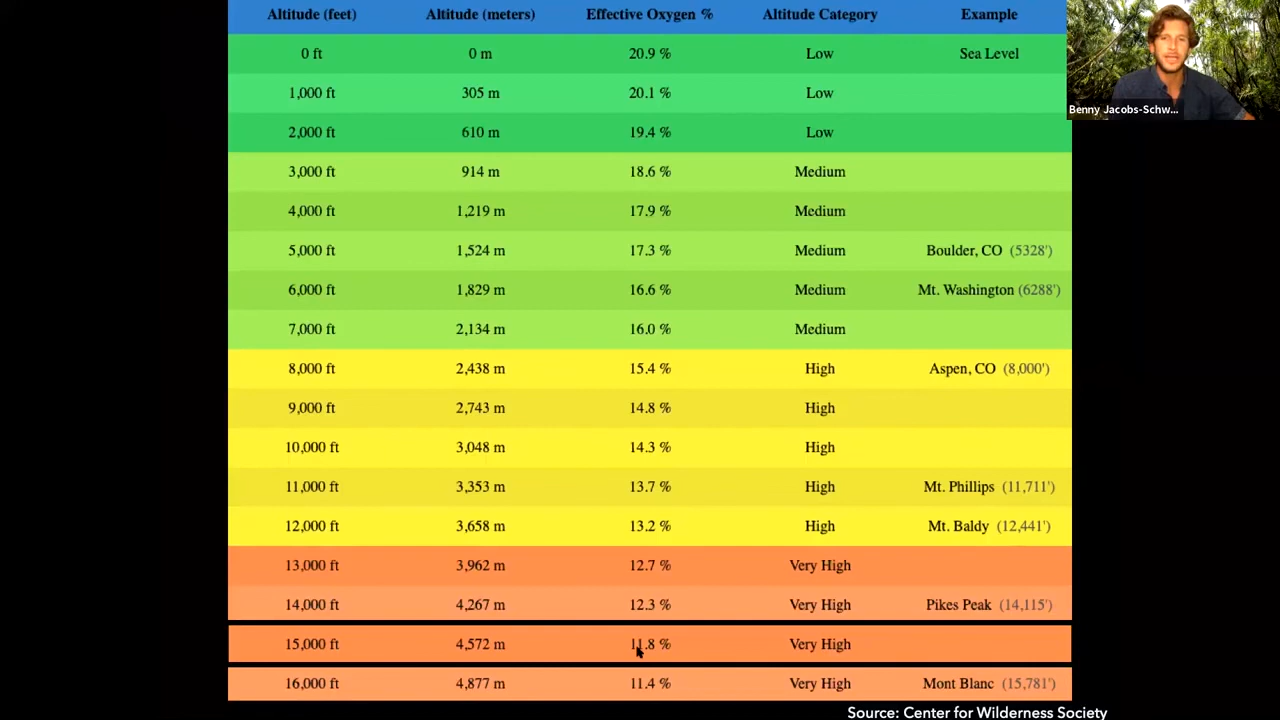 Altitude (feet) Altitude (meters) Effective Oxygen % Altitude Category Example
0 ft 0 m 20.9 % Low Sea Level
1,000 ft 305 m 20.1 % Low
Benny Jacobs-Schw...
2,000 ft 610 m 19.4 % Low
3,000 ft 914 m 18.6 % Medium
4,000 ft 1,219 m 17.9 % Medium
5,000 ft 1,524 m 17.3 % Medium Boulder, CO (5328')
6,000 ft 1,829 m 16.6 % Medium Mt. Washington (6288')
7,000 ft 2,134 m 16.0 % Medium
8,000 ft 2,438 m 15.4 % High Aspen, CO (8,000')
9,000 ft 2,743 m 14.8 % High
10,000 ft 3,048 m 14.3 % High
11,000 ft 3,353 m 13.7 % High Mt. Phillips (11,711')
12,000 ft 3,658 m 13.2 % High Mt. Baldy (12,441')
13,000 ft 3,962 m 12.7 % Very High
14,000 ft 4,267 m 12.3 % Very High Pikes Peak (14,115')
15,000 ft 4,572 m 11.8 % Very High
16,000 ft 4,877 m 11.4 % Very High Mont Blanc (15,781')
Source: Center for Wilderness Society